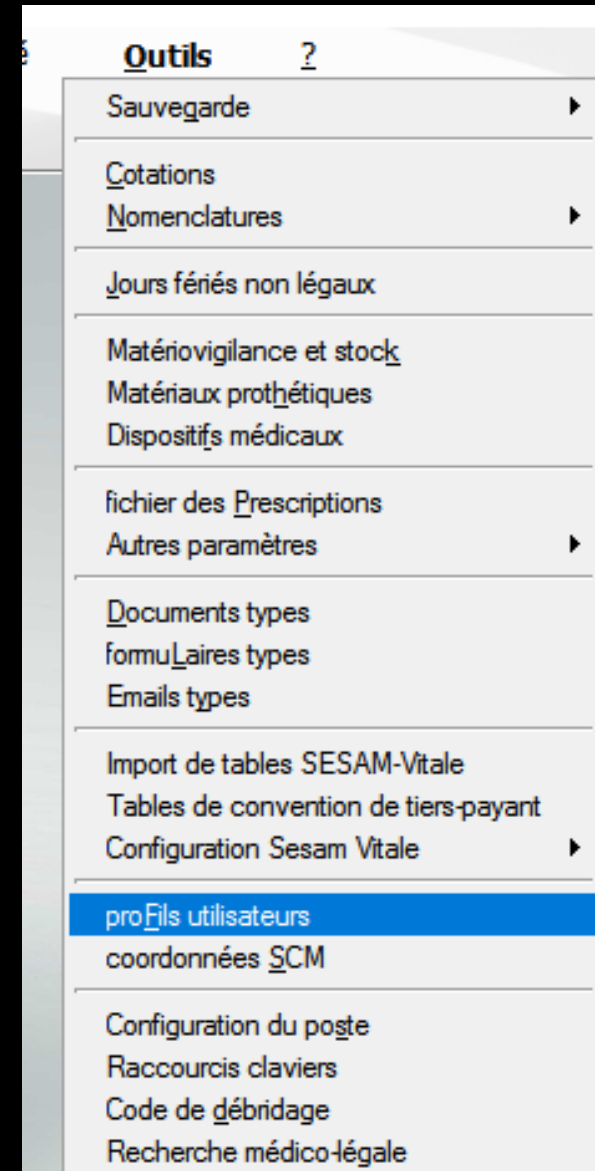 é Outils ?
Sauvegarde
Cotations
Nomenclatures
Jours fériés non légaux
Matériovigilance et stock
Matériaux prothétiques
Dispositifs médicaux
fichier des Prescriptions
Autres paramètres
Documents types
formuLaires types
Emails types
Import de tables SESAM-Vitale
Tables de convention de tiers-payant
Configuration Sesam Vitale
proFils utilisateurs
coordonnées SCM
Configuration du poste
Raccourcis claviers
Code de débridage
Recherche médico-légale